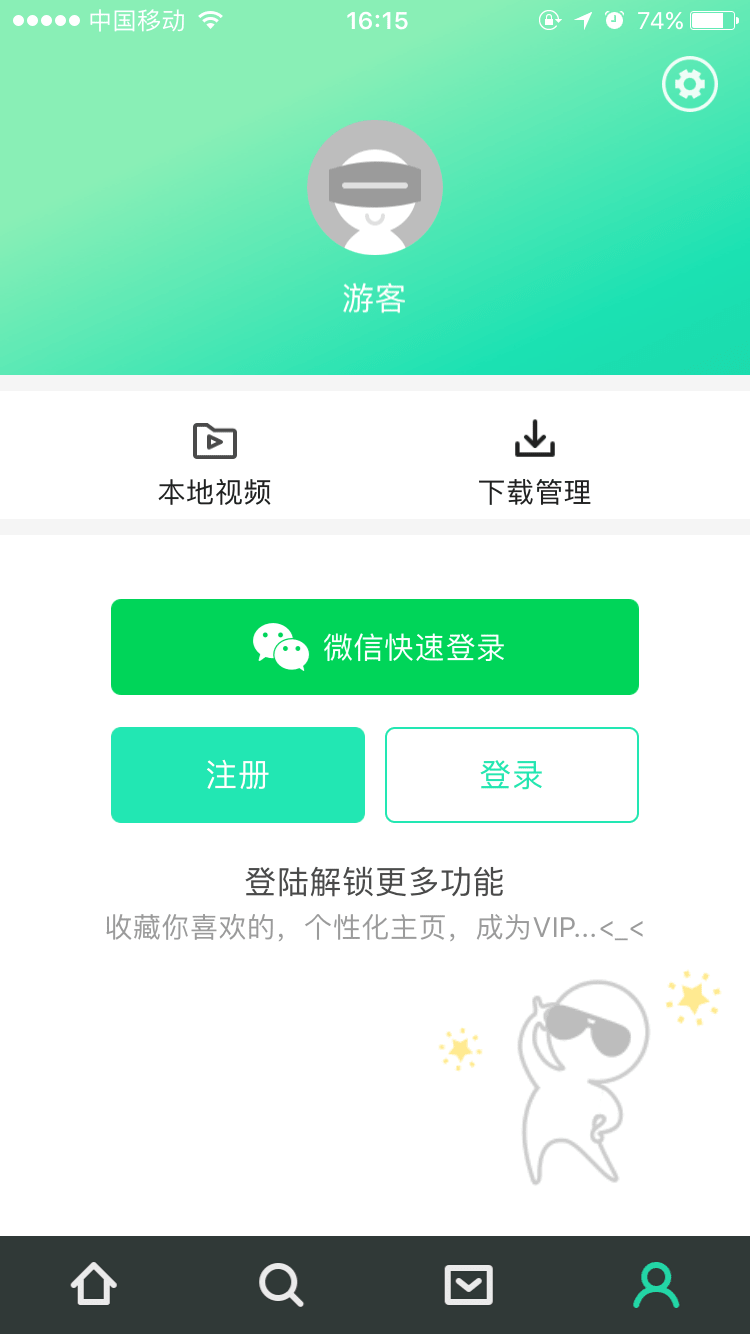 中国移动 16:15 74%
游客
本地视频 下载管理
微信快速登录
注册 登录
登陆解锁更多功能
收藏你喜欢的，个性化主页，成为VIP...<_<